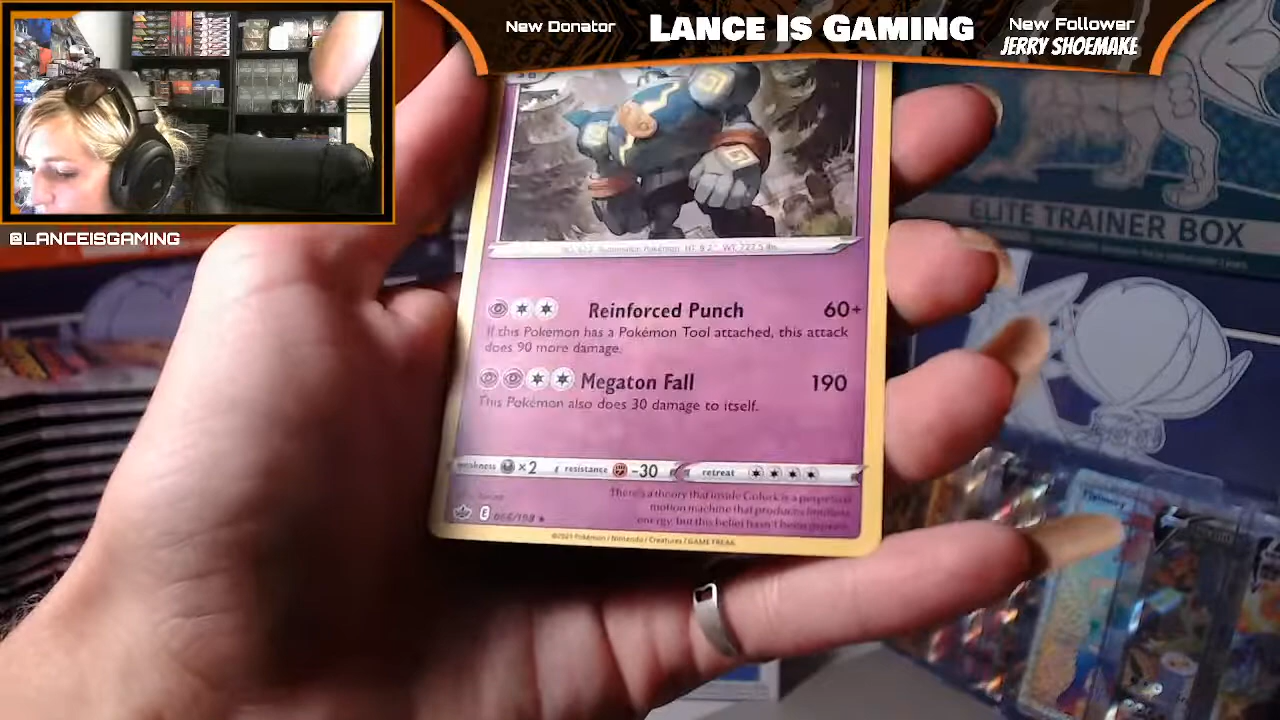 New Donator
LANCE IS GAMING
New Follower
JERRY SHOEMAKE
@LANCEISGAMING
ELITE TRAINER BOX
Reinforced Punch 60+
If this Pokémon has a Pokémon Tool attached, this attack
does 90 more damage.
Megaton Fall 190
This Pokémon also does 30 damage to itself.
weakness ×2 resistance -30 retreat
There's a theory that inside Golurk is a perpetual
motion machine that produces limitless
energy, but this belief hasn't been proven.
E 066/198
©2021 Pokémon / Nintendo / Creatures / GAME FREAK